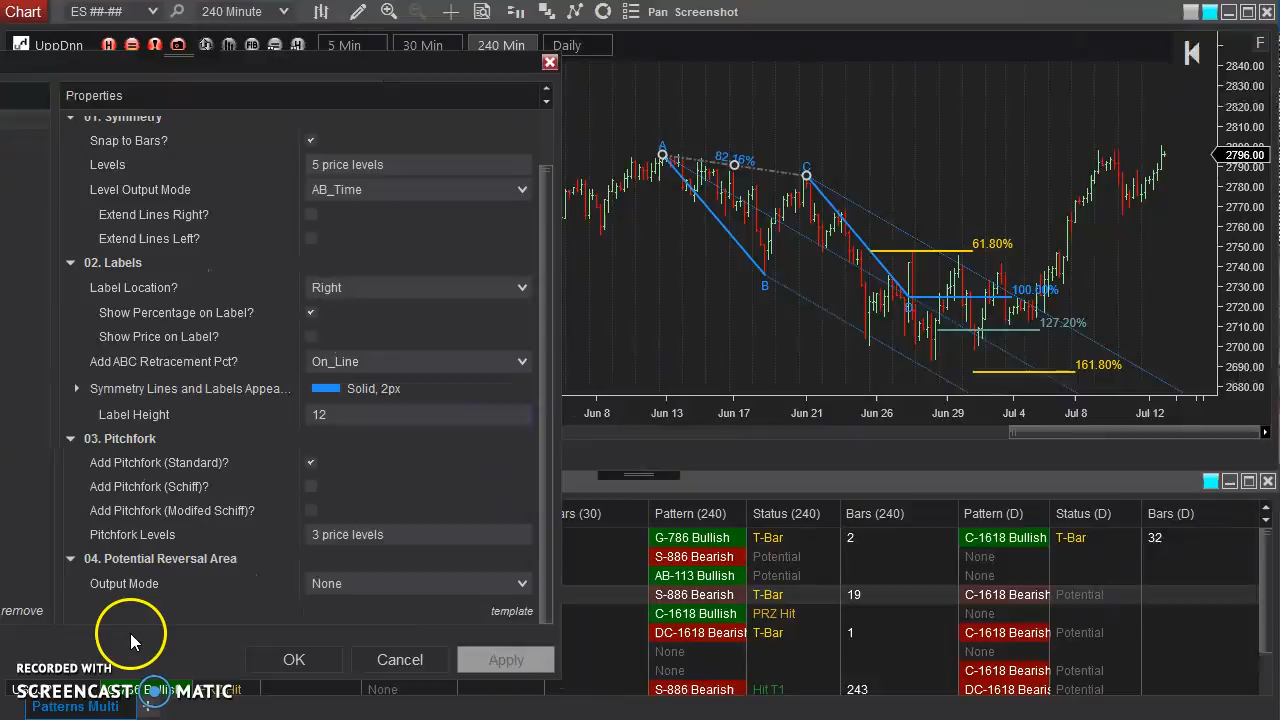 Chart ES ##-## 240 Minute Pan Screenshot
UppDnn 5 Min 30 Min 240 Min Daily F
Properties
01. Symmetry
Snap to Bars?
Levels 5 price levels
Level Output Mode AB_Time
Extend Lines Right?
Extend Lines Left?
02. Labels
Label Location? Right
Show Percentage on Label?
Show Price on Label?
Add ABC Retracement Pct? On_Line
Symmetry Lines and Labels Appea... Solid, 2px
Label Height 12
03. Pitchfork
Add Pitchfork (Standard)?
Add Pitchfork (Schiff)?
Add Pitchfork (Modifed Schiff)?
Pitchfork Levels 3 price levels
04. Potential Reversal Area
Output Mode None
remove template
OK Cancel Apply
A 82.16% C
B
D
61.80%
100.00%
127.20%
161.80%
2840.00
2830.00
2820.00
2810.00
2796.00
2790.00
2780.00
2770.00
2760.00
2750.00
2740.00
2730.00
2720.00
2710.00
2700.00
2690.00
2680.00
Jun 8 Jun 13 Jun 17 Jun 21 Jun 26 Jun 29 Jul 4 Jul 8 Jul 12
ars (30) Pattern (240) Status (240) Bars (240) Pattern (D) Status (D) Bars (D)
G-786 Bullish T-Bar 2 C-1618 Bullish T-Bar 32
S-886 Bearish Potential None
AB-113 Bullish Potential None
S-886 Bearish T-Bar 19 C-1618 Bearish Potential
C-1618 Bullish PRZ Hit None
DC-1618 Bearish T-Bar 1 C-1618 Bearish Potential
None None
None C-1618 Bearish Potential
None S-886 Bearish Hit T1 243 DC-1618 Bearis Potential
RECORDED WITH
SCREENCAST MATIC
Patterns Multi +